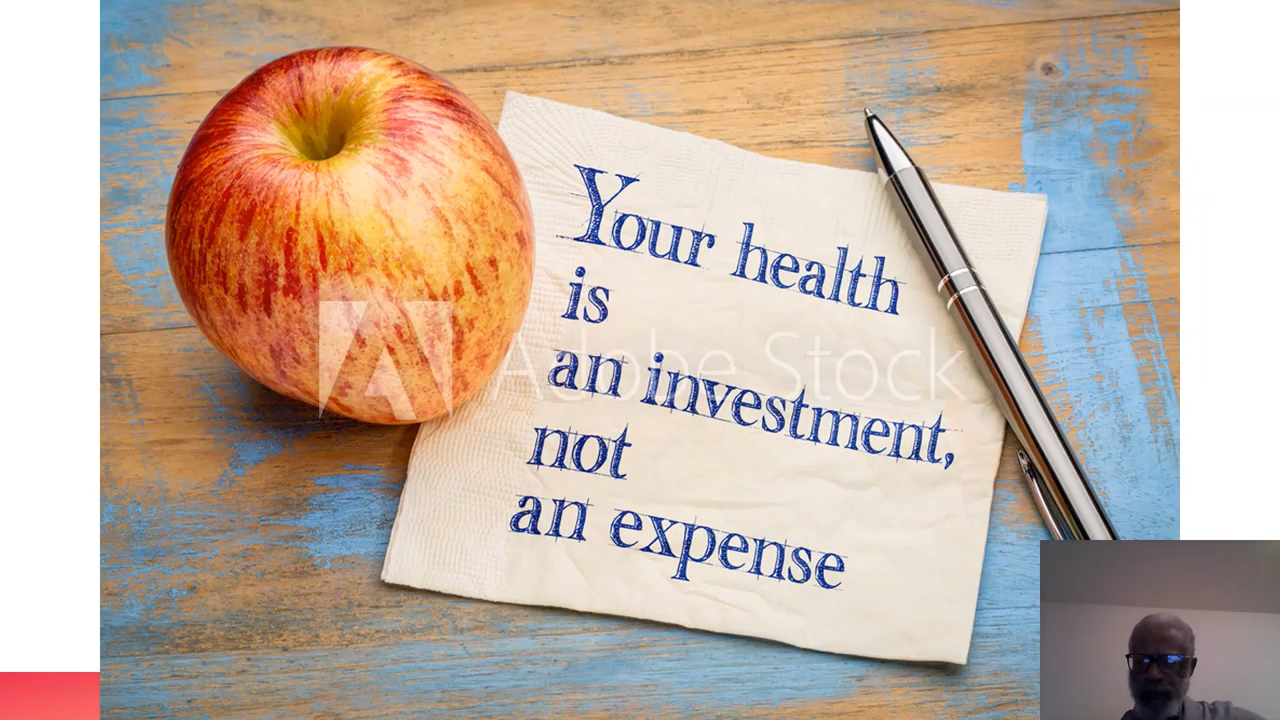 Your health
is
an investment,
not
an expense
Adobe Stock